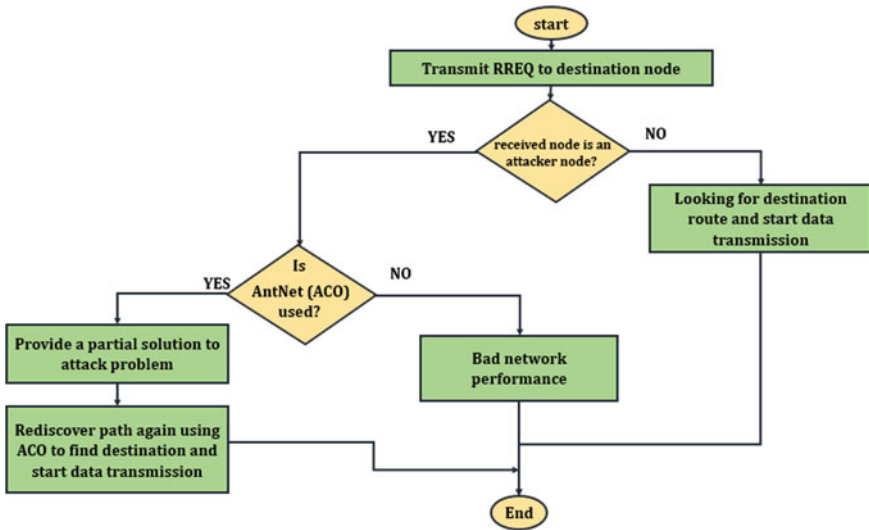 start
Transmit RREQ to destination node
YES
NO
received node is an
attacker node?
Looking for destination
route and start data
transmission
YES
Is
AntNet (ACO)
used?
NO
Provide a partial solution to
attack problem
Bad network
performance
Rediscover path again using
ACO to find destination and
start data transmission
End